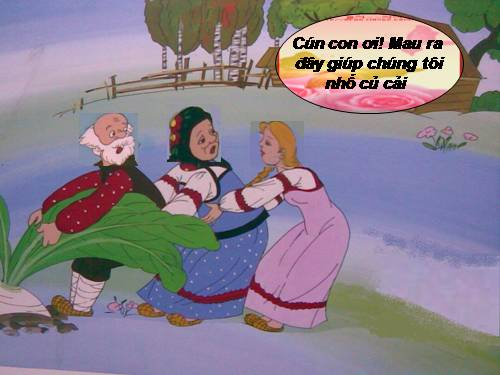 Cún con ơi! Mau ra
đây giúp chúng tôi
nhổ củ cải